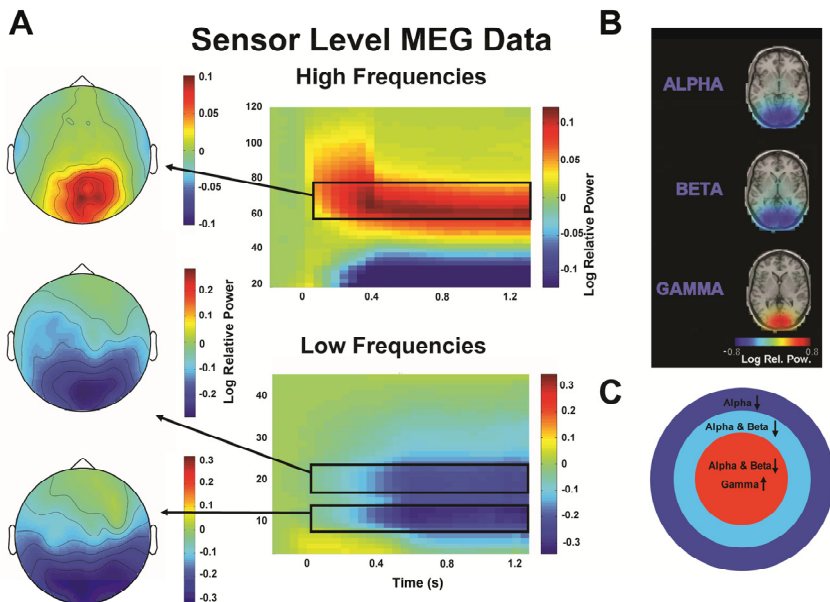 A
Sensor Level MEG Data
High Frequencies
0.1
0.05
0
-0.05
-0.1
120
100
80
60
40
20
0
0.4
0.8
1.2
0.1
0.05
0
-0.05
-0.1
Log Relative Power
0.2
0.1
0
-0.1
-0.2
Log Relative Power
Low Frequencies
40
30
20
10
0
0.4
0.8
1.2
Time (s)
0.3
0.2
0.1
0
-0.1
-0.2
-0.3
0.3
0.2
0.1
0
-0.1
-0.2
-0.3
B
ALPHA
BETA
GAMMA
-0.8
0.8
Log Rel. Pow.
C
Alpha↓
Alpha & Beta↓
Alpha & Beta↓
Gamma↑